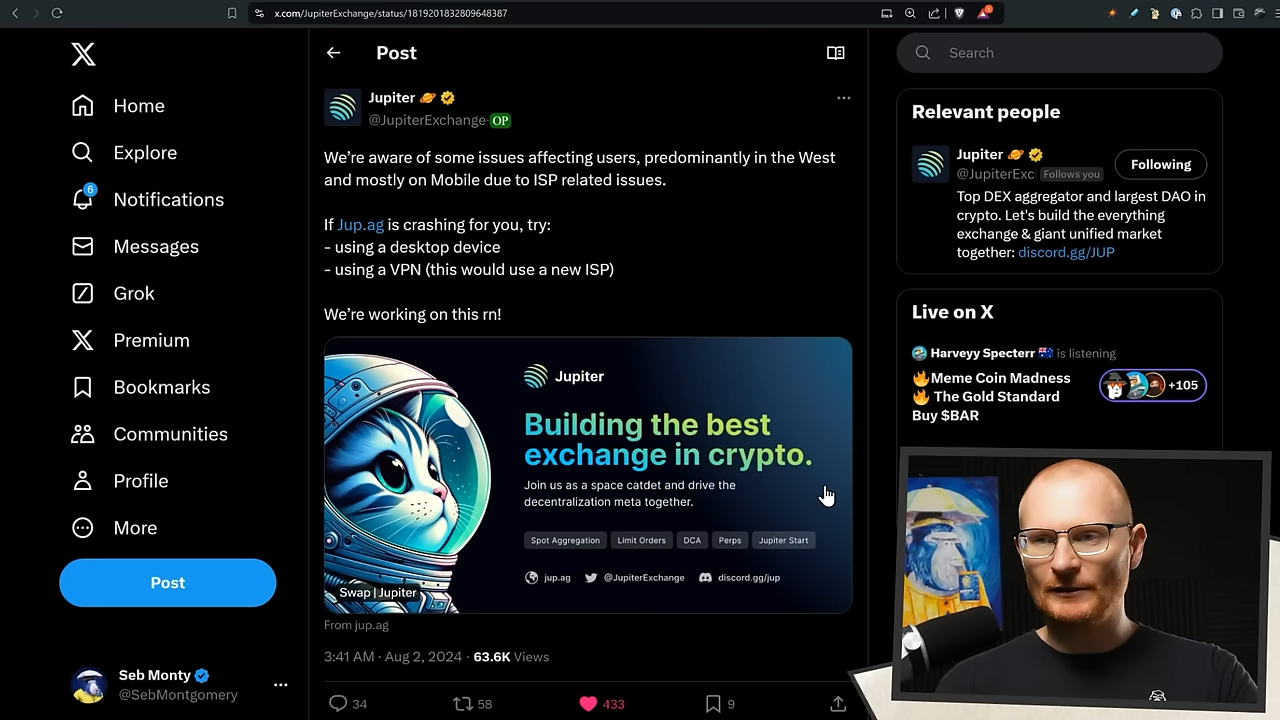 x.com/JupiterExchange/status/1819201832809648387
Home
Explore
6
Notifications
Messages
Grok
Premium
Bookmarks
Communities
Profile
More
Post
Seb Monty
@SebMontgomery
Post
Jupiter
@JupiterExchange OP
We're aware of some issues affecting users, predominantly in the West
and mostly on Mobile due to ISP related issues.
If Jup.ag is crashing for you, try:
- using a desktop device
- using a VPN (this would use a new ISP)
We're working on this rn!
Jupiter
Building the best
exchange in crypto.
Join us as a space catdet and drive the
decentralization meta together.
Spot Aggregation Limit Orders DCA Perps Jupiter Start
jup.ag @JupiterExchange discord.gg/jup
Swap | Jupiter
From jup.ag
3:41 AM · Aug 2, 2024 · 63.6K Views
34 58 433 9
Search
Relevant people
Jupiter
Following
@JupiterExc Follows you
Top DEX aggregator and largest DAO in
crypto. Let's build the everything
exchange & giant unified market
together: discord.gg/JUP
Live on X
Harveyy Specterr is listening
Meme Coin Madness
The Gold Standard
Buy $BAR
+105